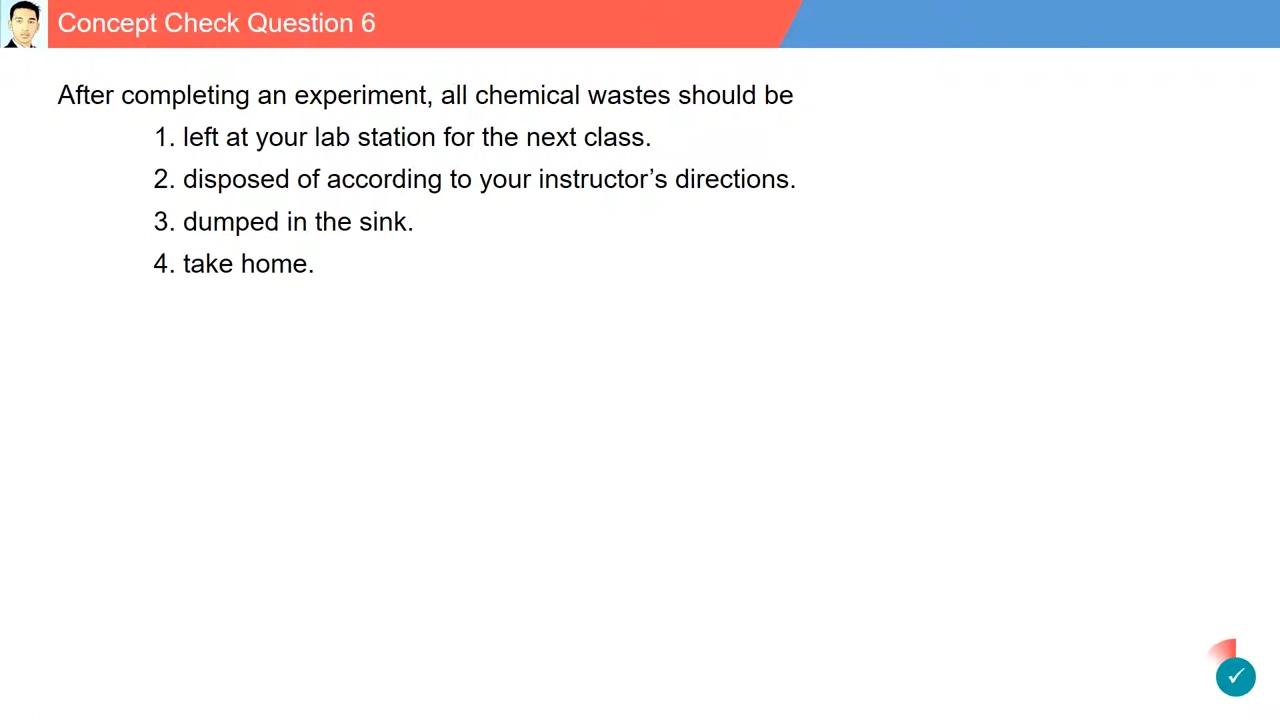 Concept Check Question 6
After completing an experiment, all chemical wastes should be
1. left at your lab station for the next class.
2. disposed of according to your instructor’s directions.
3. dumped in the sink.
4. take home.